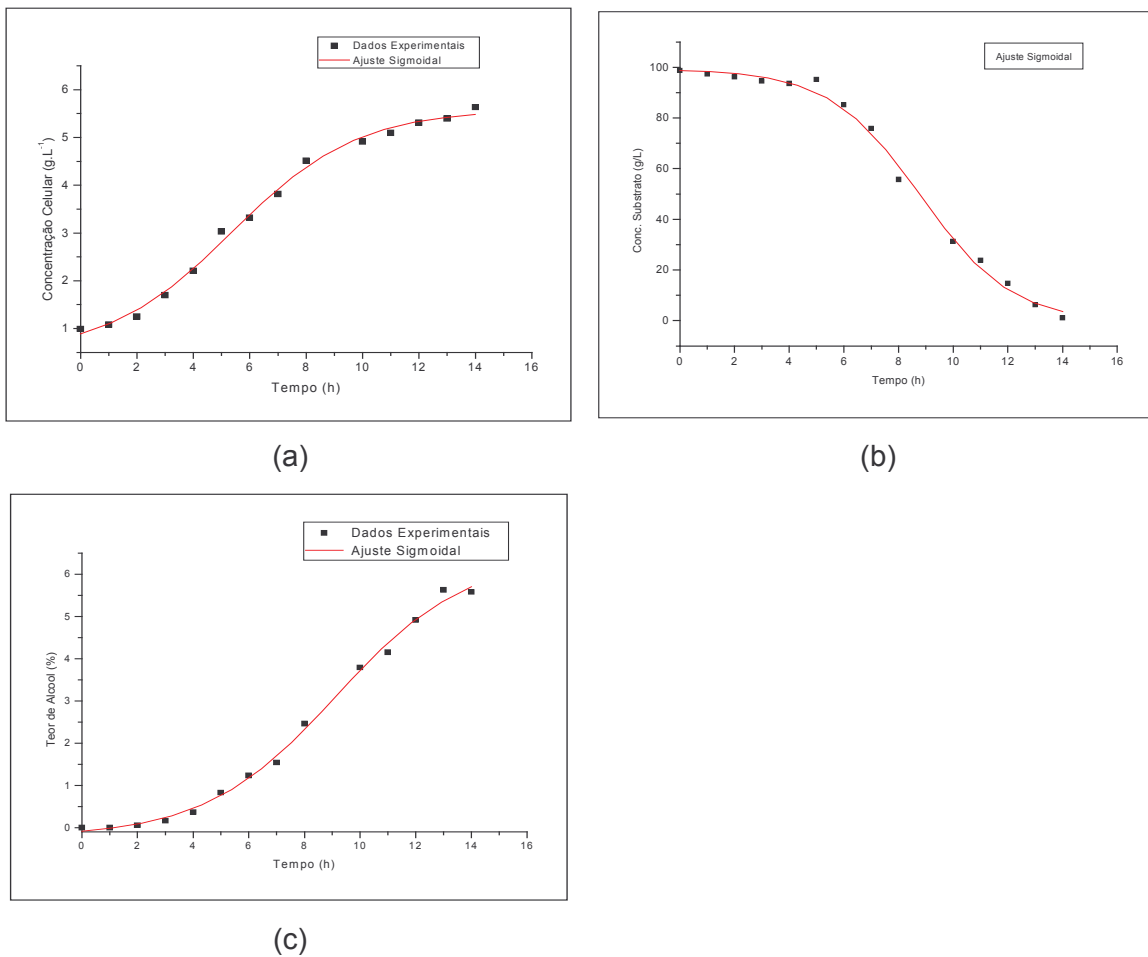 Dados Experimentais
Ajuste Sigmoidal
Concentração Celular (g.L⁻¹)
6
5
4
3
2
1
0 2 4 6 8 10 12 14 16
Tempo (h)
(a)
Ajuste Sigmoidal
Conc. Substrato (g/L)
100
80
60
40
20
0
0 2 4 6 8 10 12 14 16
Tempo (h)
(b)
Dados Experimentais
Ajuste Sigmoidal
Teor de Alcool (%)
6
5
4
3
2
1
0
0 2 4 6 8 10 12 14 16
Tempo (h)
(c)